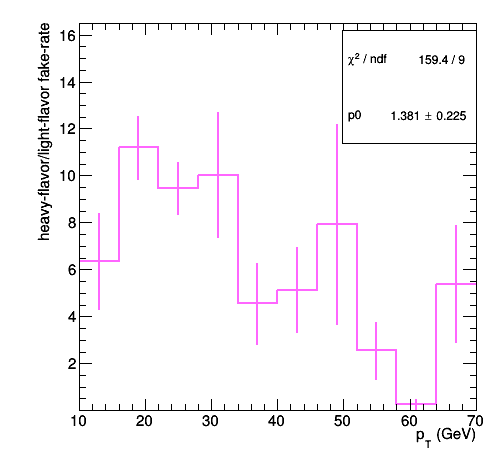 heavy-flavor/light-flavor fake-rate
16
14
12
10
8
6
4
2
χ² / ndf 159.4 / 9
p0 1.381 ± 0.225
10 20 30 40 50 60 70
p_T (GeV)